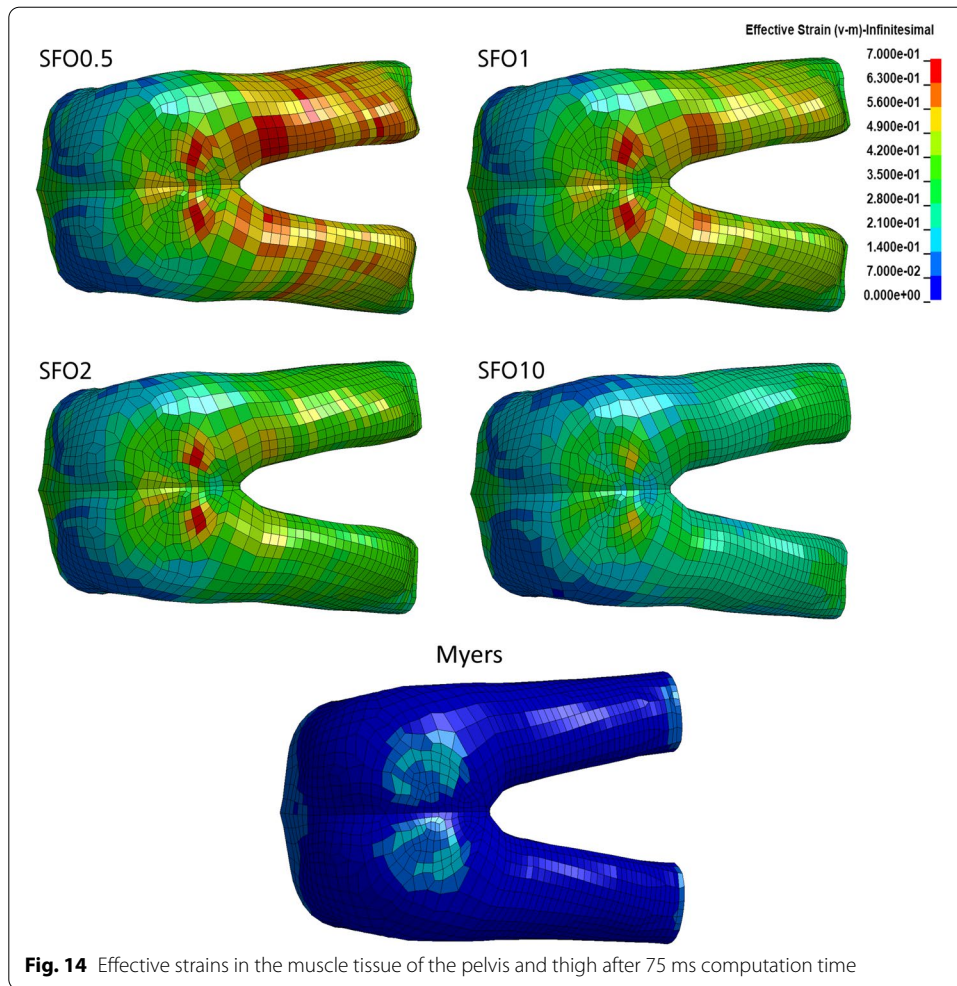 Effective Strain (v-m)-Infinitesimal
SFO0.5
SFO1
7.000e-01
6.300e-01
5.600e-01
4.900e-01
4.200e-01
3.500e-01
2.800e-01
2.100e-01
1.400e-01
7.000e-02
0.000e+00
SFO2
SFO10
Myers
Fig. 14 Effective strains in the muscle tissue of the pelvis and thigh after 75 ms computation time